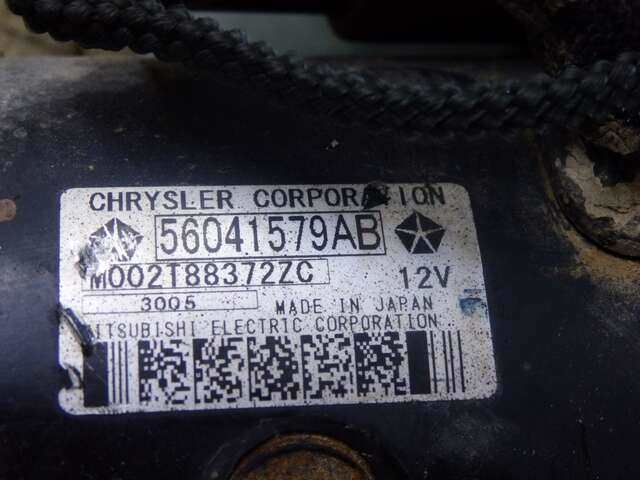 CHRYSLER CORPORATION
56041579AB
M002T88372ZC 12V
3005 MADE IN JAPAN
MITSUBISHI ELECTRIC CORPORATION